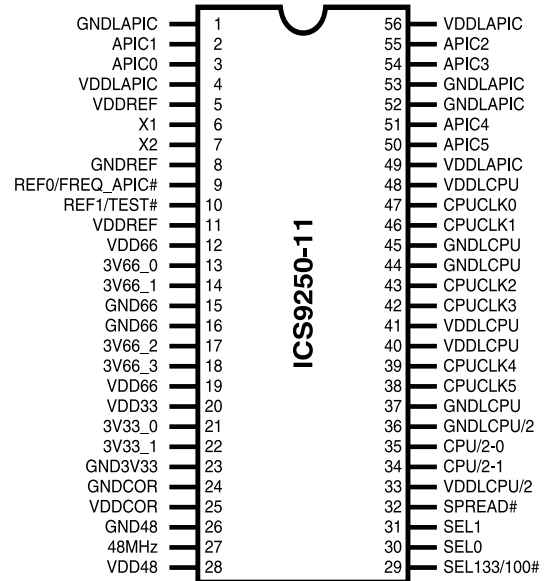 GNDLAPIC 1 56 VDDLAPIC
APIC1 2 55 APIC2
APIC0 3 54 APIC3
VDDLAPIC 4 53 GNDLAPIC
VDDREF 5 52 GNDLAPIC
X1 6 51 APIC4
X2 7 50 APIC5
GNDREF 8 49 VDDLAPIC
REF0/FREQ_APIC# 9 48 VDDLCPU
REF1/TEST# 10 47 CPUCLK0
VDDREF 11 46 CPUCLK1
VDD66 12 45 GNDLCPU
3V66_0 13 44 GNDLCPU
3V66_1 14 43 CPUCLK2
GND66 15 42 CPUCLK3
GND66 16 41 VDDLCPU
3V66_2 17 40 VDDLCPU
3V66_3 18 39 CPUCLK4
VDD66 19 38 CPUCLK5
VDD33 20 37 GNDLCPU
3V33_0 21 36 GNDLCPU/2
3V33_1 22 35 CPU/2-0
GND3V33 23 34 CPU/2-1
GNDCOR 24 33 VDDLCPU/2
VDDCOR 25 32 SPREAD#
GND48 26 31 SEL1
48MHz 27 30 SEL0
VDD48 28 29 SEL133/100#
ICS9250-11